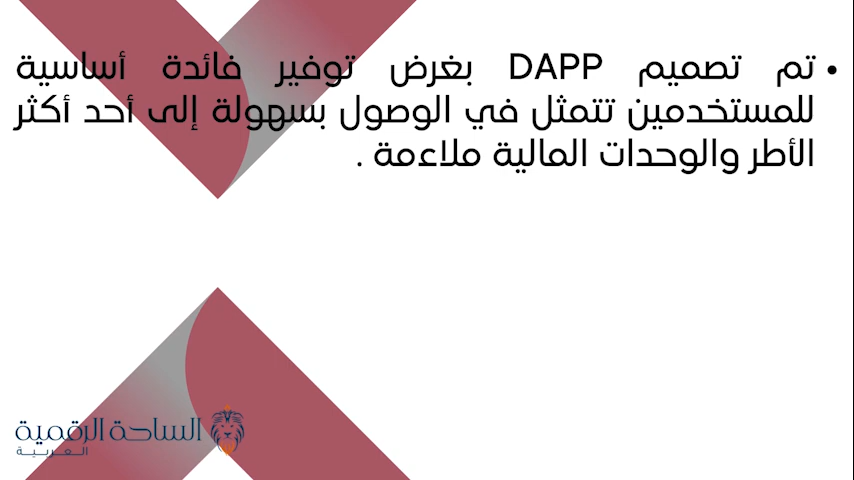 • تم تصميم DAPP بغرض توفير فائدة أساسية
للمستخدمين تتمثل في الوصول بسهولة إلى أحد أكثر
الأطر والوحدات المالية ملاءمة .
الساحة الرقمية
العربية